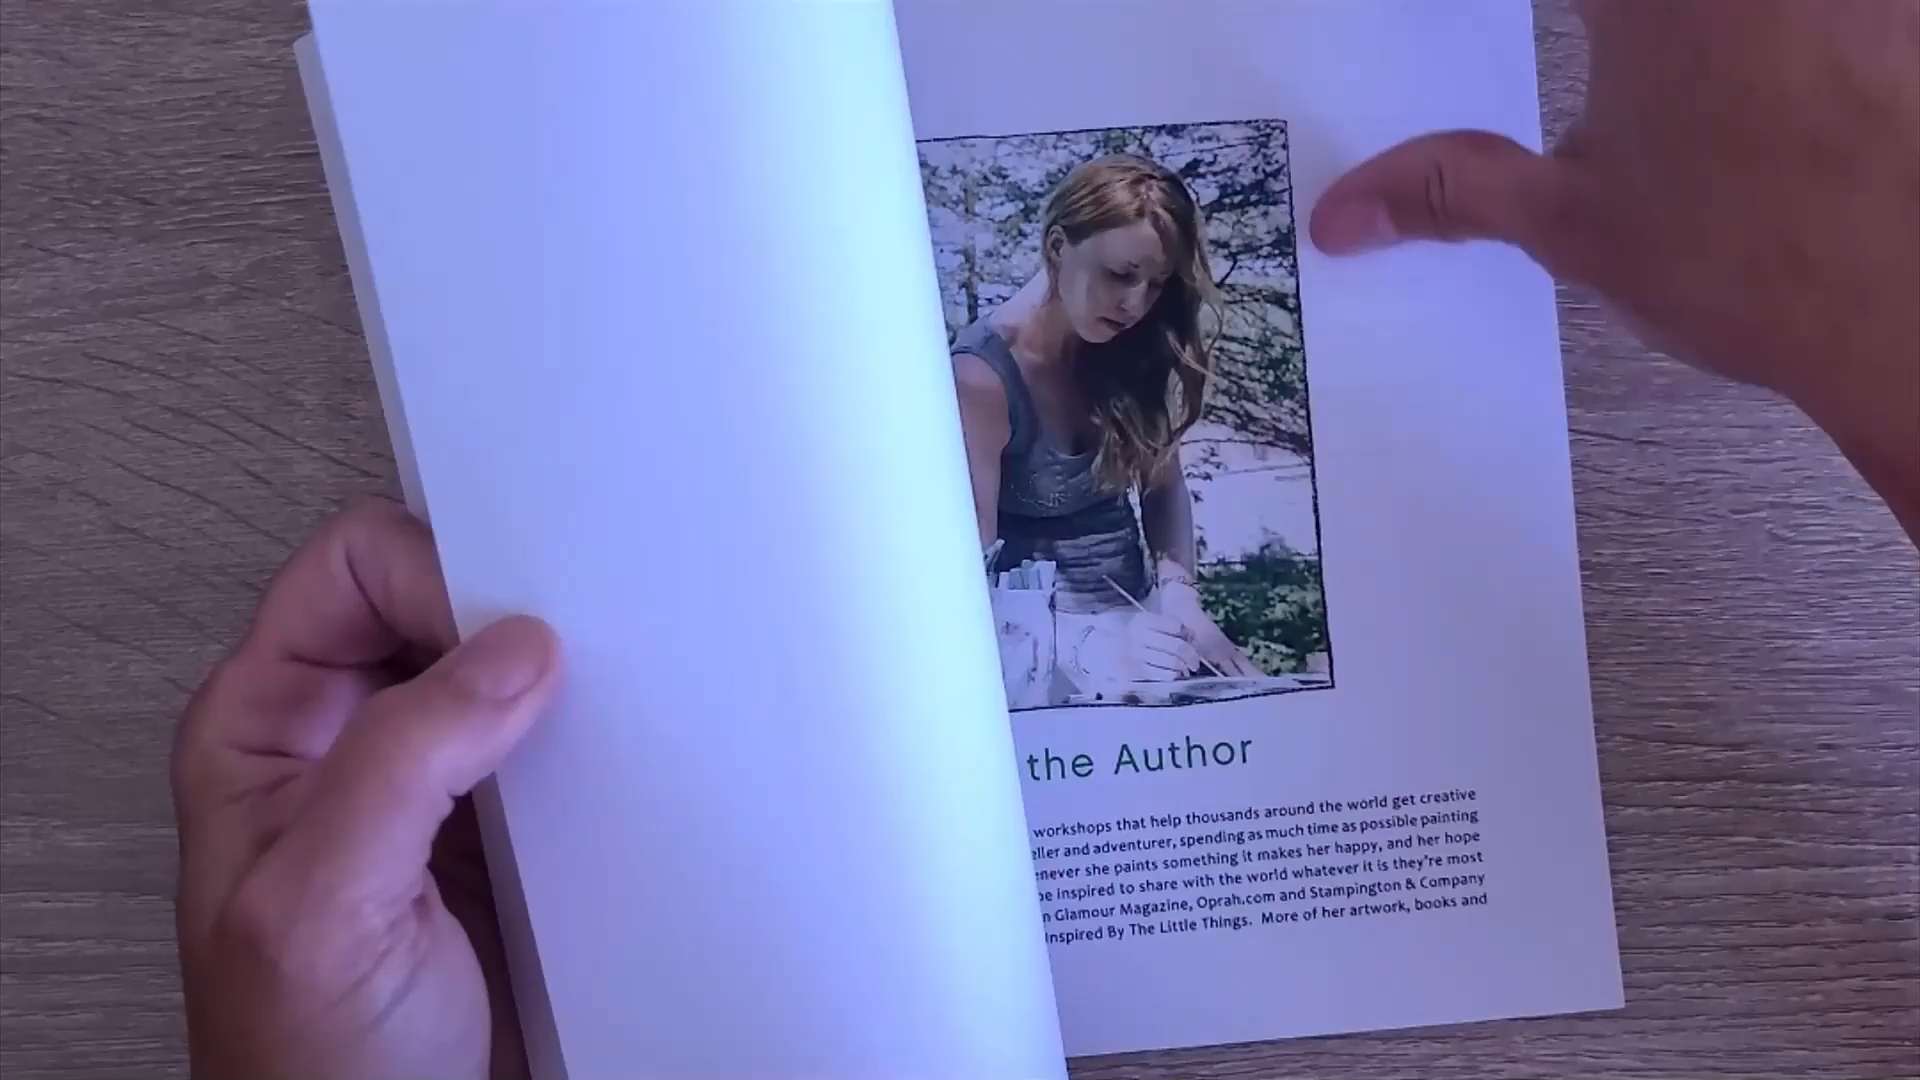 the Author
workshops that help thousands around the world get creative
ller and adventurer, spending as much time as possible painting
never she paints something it makes her happy, and her hope
be inspired to share with the world whatever it is they're most
n Glamour Magazine, Oprah.com and Stampington & Company
Inspired By The Little Things. More of her artwork, books and